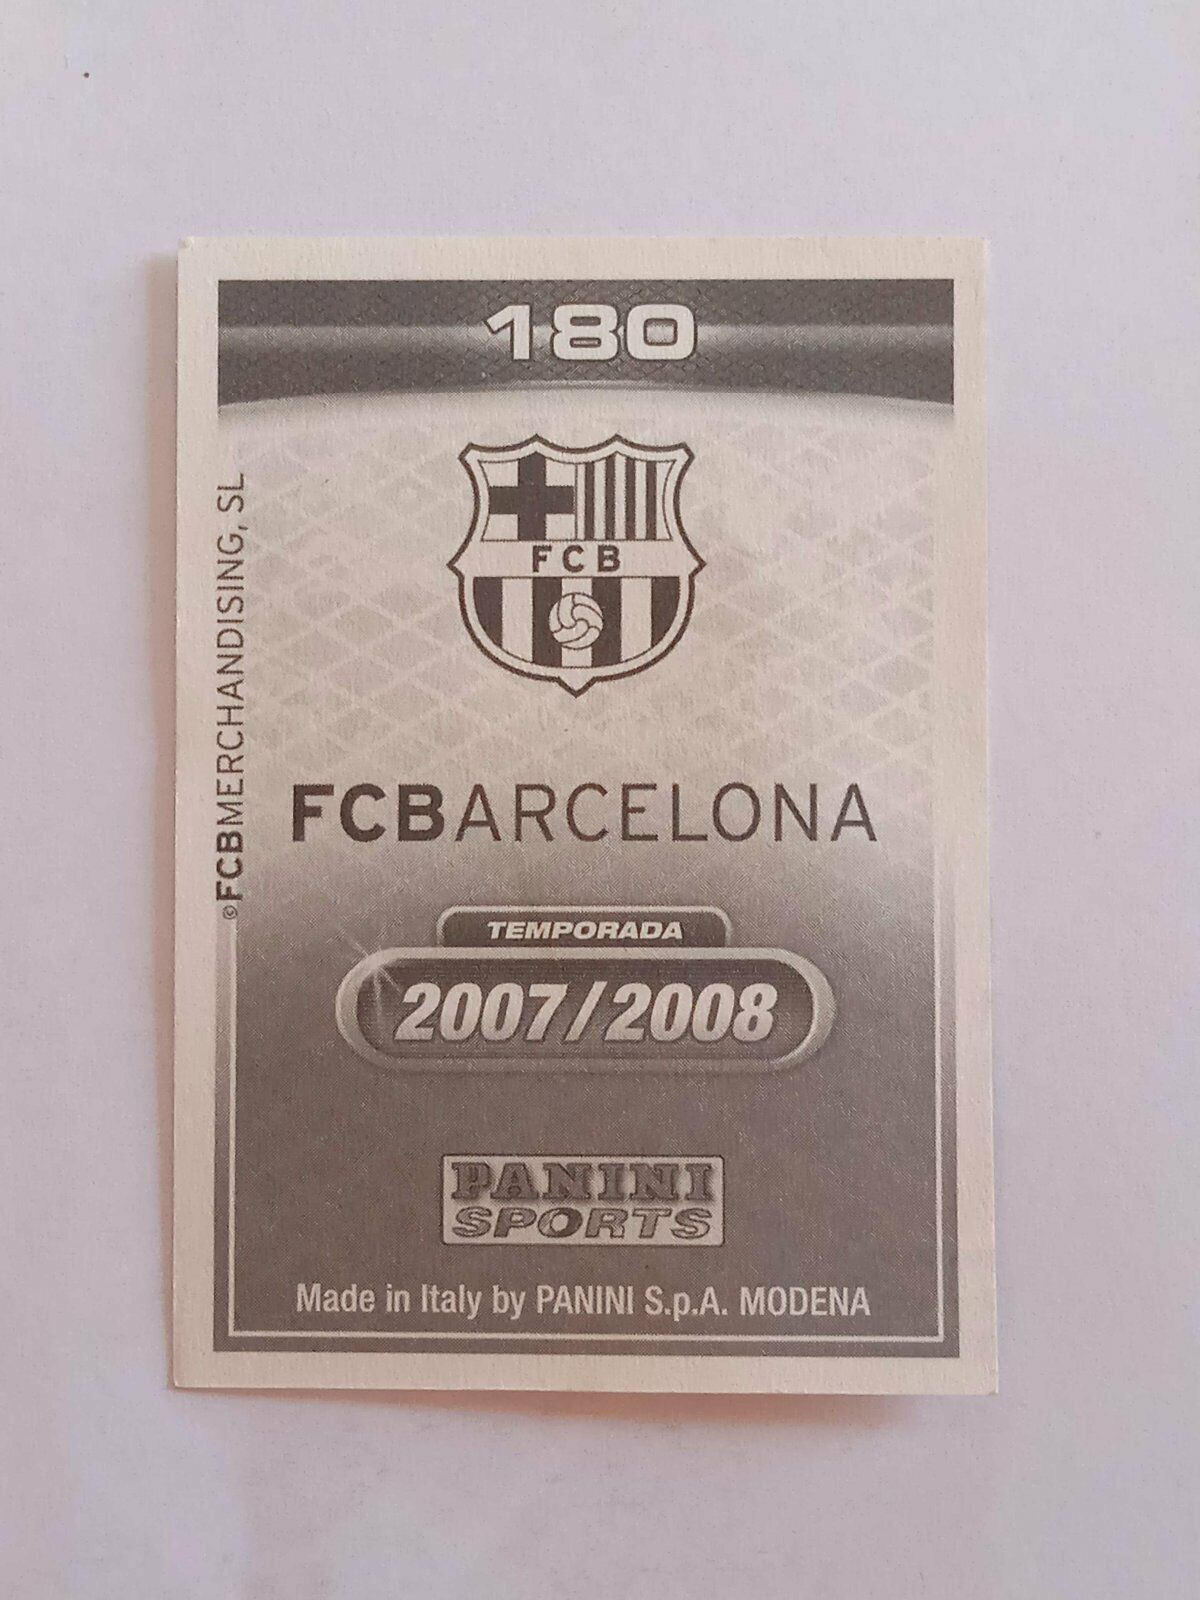 180
FCB
FCBARCELONA
TEMPORADA
2007/2008
PANINI
SPORTS
Made in Italy by PANINI S.p.A. MODENA
©FCBMERCHANDISING, SL